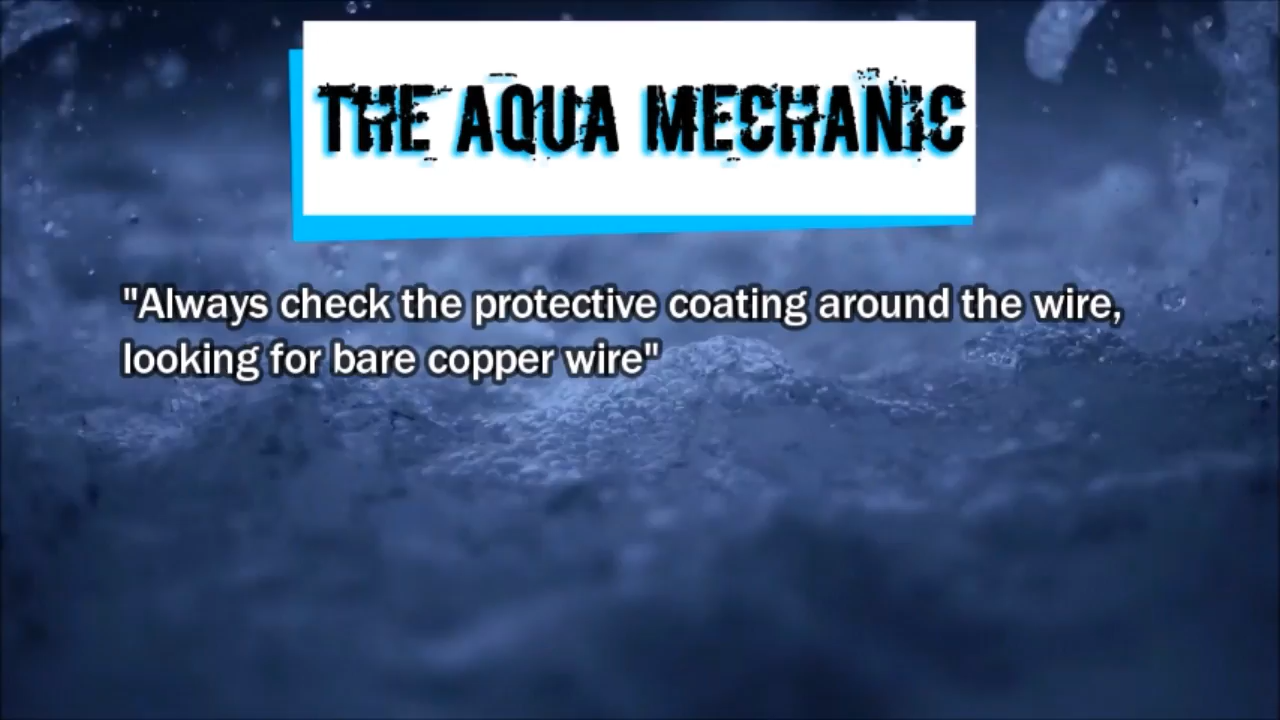 THE AQUA MECHANIC
"Always check the protective coating around the wire,
looking for bare copper wire"